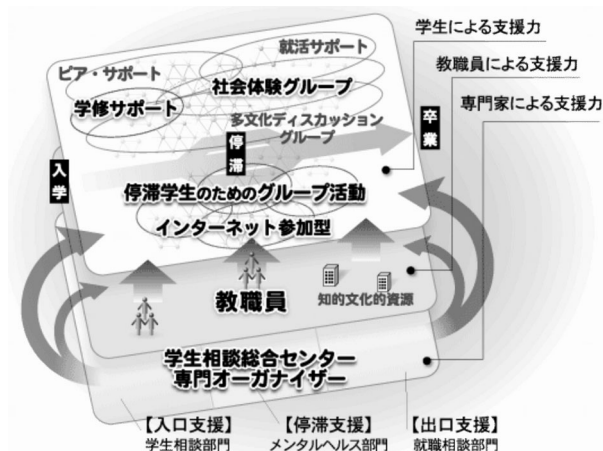 学生による支援力
教職員による支援力
専門家による支援力
就活サポート
ピア・サポート
社会体験グループ
学修サポート
多文化ディスカッション
グループ
停滞
卒業
入学
停滞学生のためのグループ活動
インターネット参加型
教職員
知的文化的資源
学生相談総合センター
専門オーガナイザー
【入口支援】
学生相談部門
【停滞支援】
メンタルヘルス部門
【出口支援】
就職相談部門